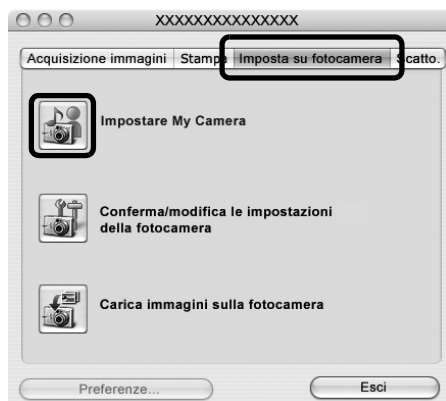 XXXXXXXXXXXXXXX
Acquisizione immagini Stampa Imposta su fotocamera Scatto.
Impostare My Camera
Conferma/modifica le impostazioni
della fotocamera
Carica immagini sulla fotocamera
Preferenze... Esci